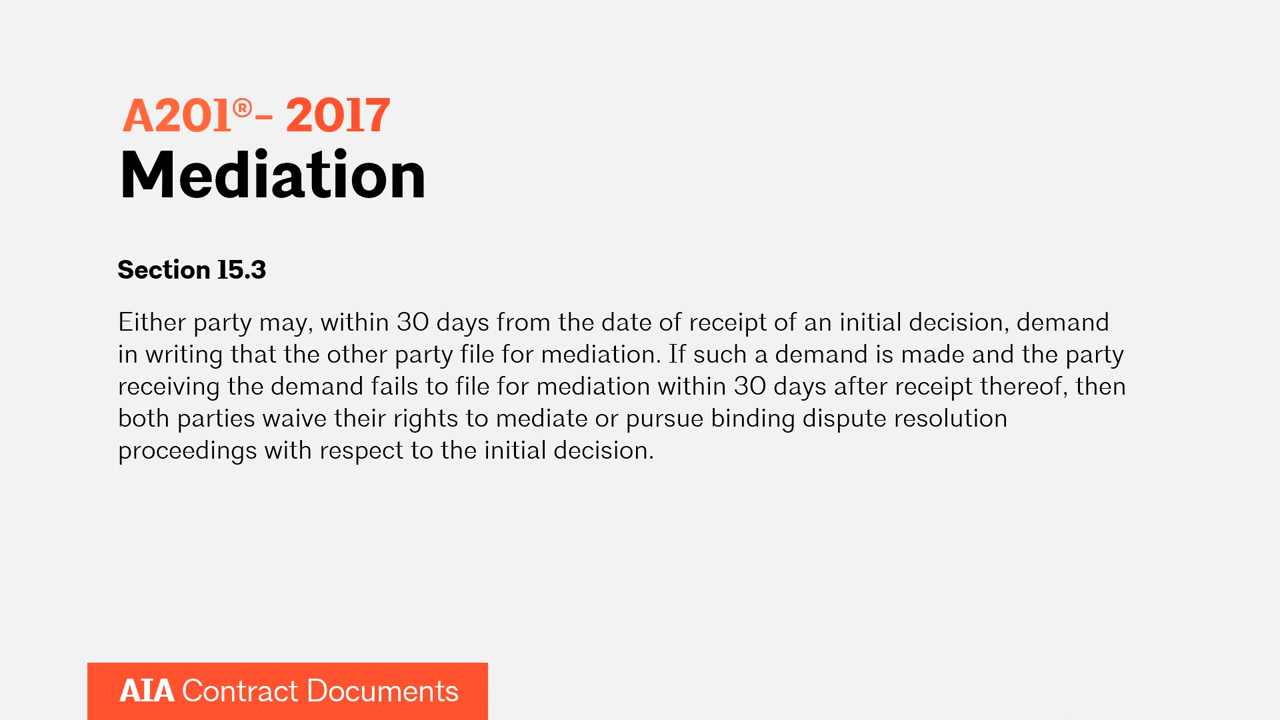 A201®– 2017
Mediation
Section 15.3
Either party may, within 30 days from the date of receipt of an initial decision, demand
in writing that the other party file for mediation. If such a demand is made and the party
receiving the demand fails to file for mediation within 30 days after receipt thereof, then
both parties waive their rights to mediate or pursue binding dispute resolution
proceedings with respect to the initial decision.
AIA Contract Documents